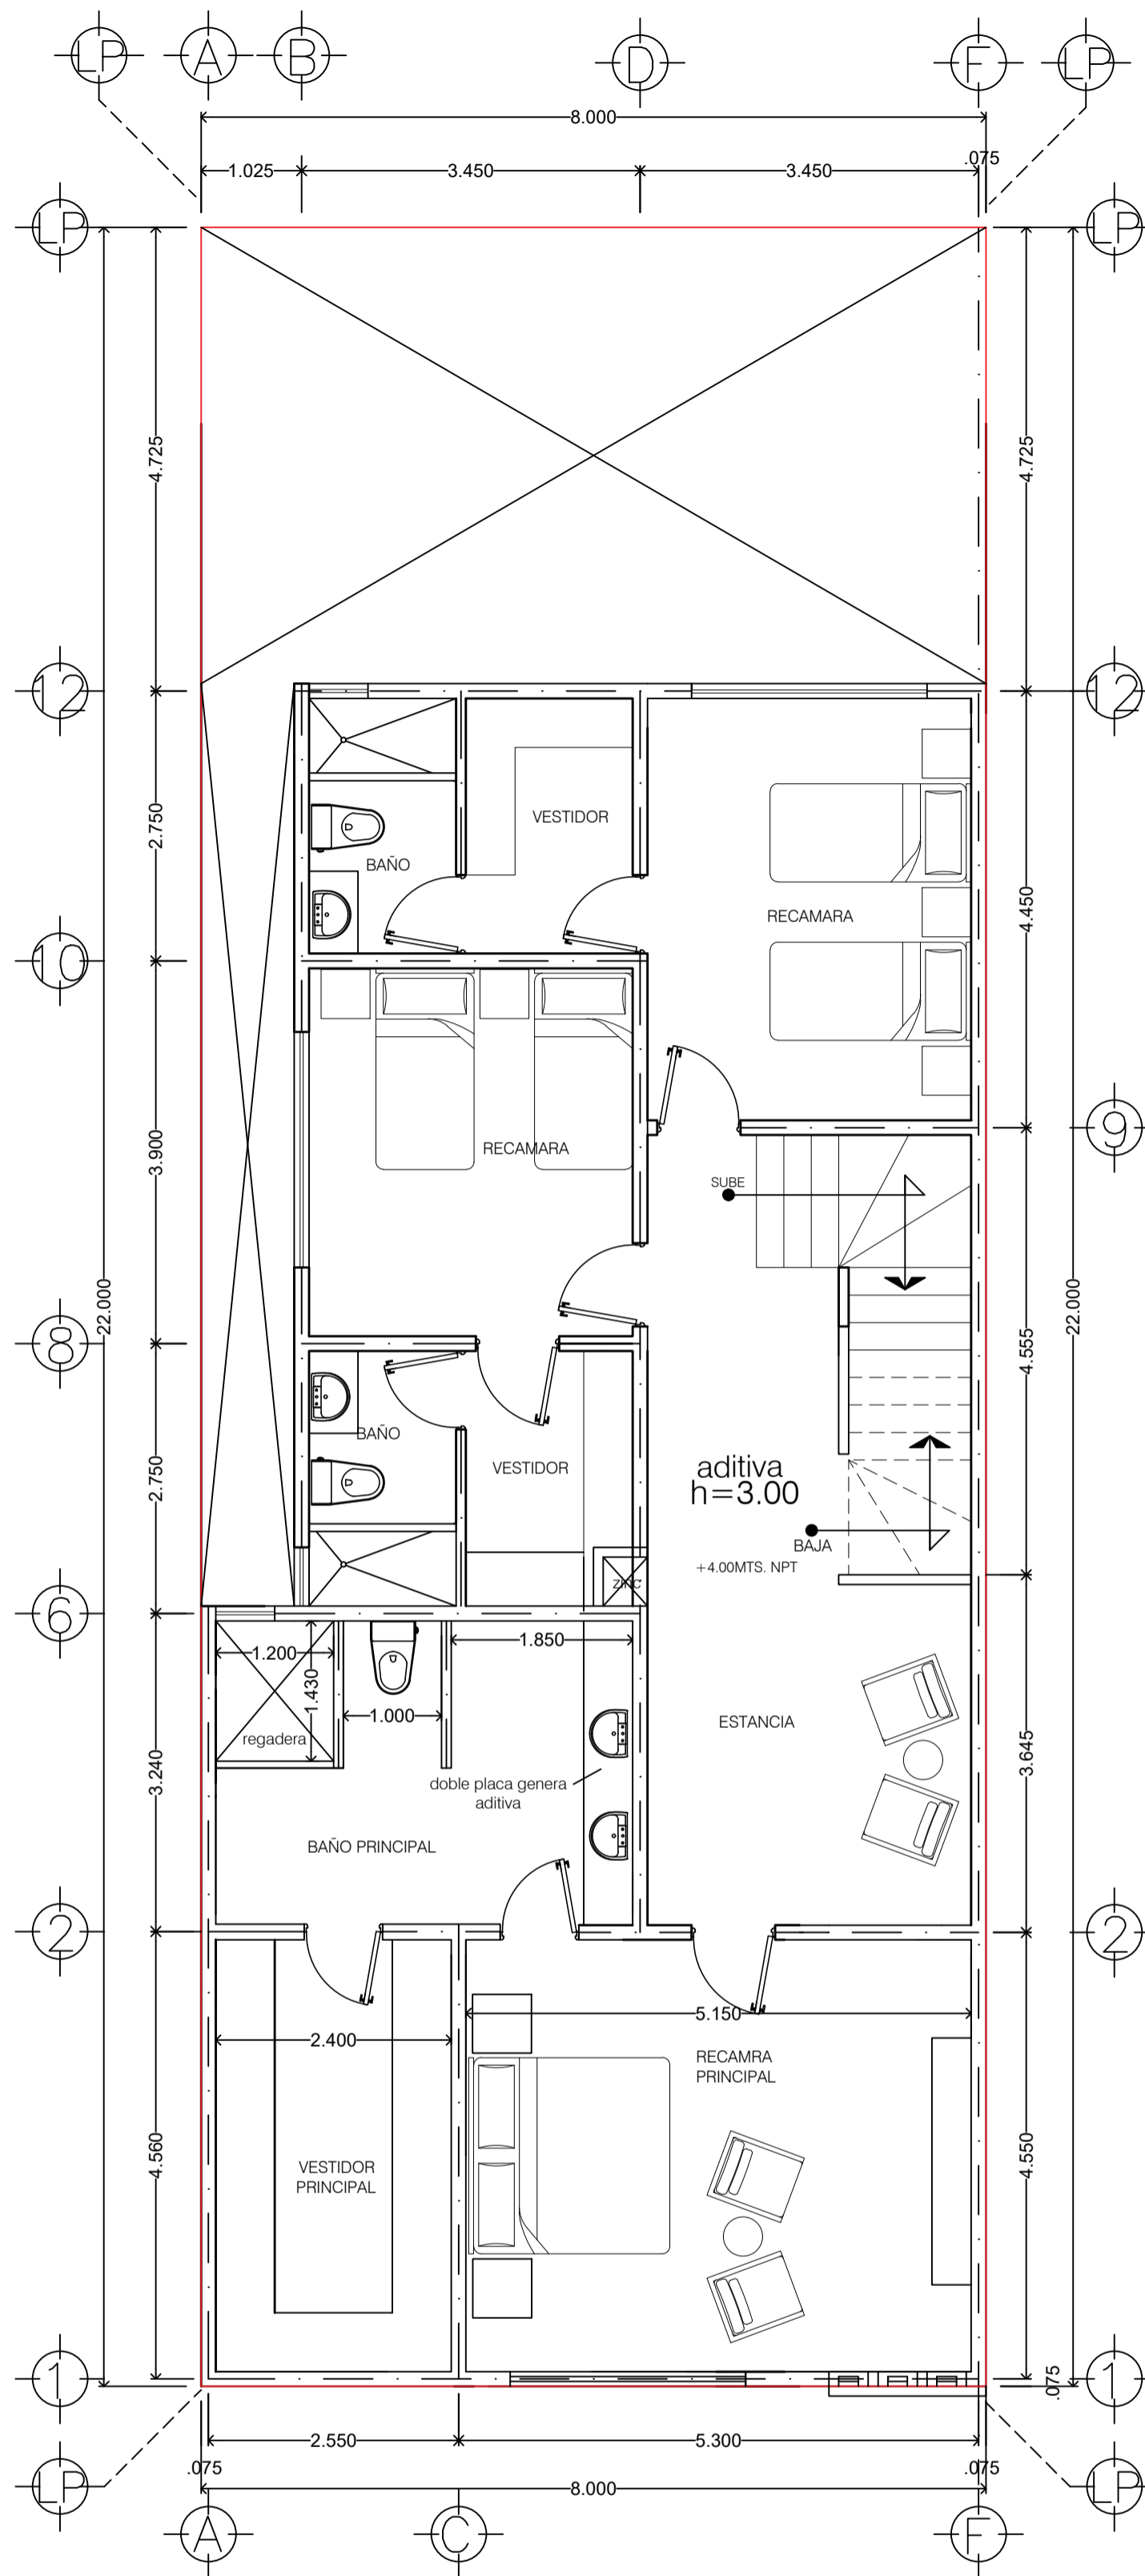 LP
A
B
D
F
LP
8.000
1.025
3.450
3.450
.075
LP
LP
4.725
4.725
12
12
2.750
VESTIDOR
BAÑO
4.450
RECAMARA
10
9
3.900
RECAMARA
SUBE
22.000
22.000
8
4.555
BAÑO
VESTIDOR
2.750
aditiva
h=3.00
BAJA
+4.00MTS. NPT
ZINC
6
1.200
1.850
1.430
1.000
regadera
ESTANCIA
3.240
3.645
doble placa genera
aditiva
BAÑO PRINCIPAL
2
2
5.150
2.400
RECAMRA
PRINCIPAL
4.560
4.550
VESTIDOR
PRINCIPAL
1
1
.075
2.550
5.300
.075
.075
8.000
LP
LP
A
C
F